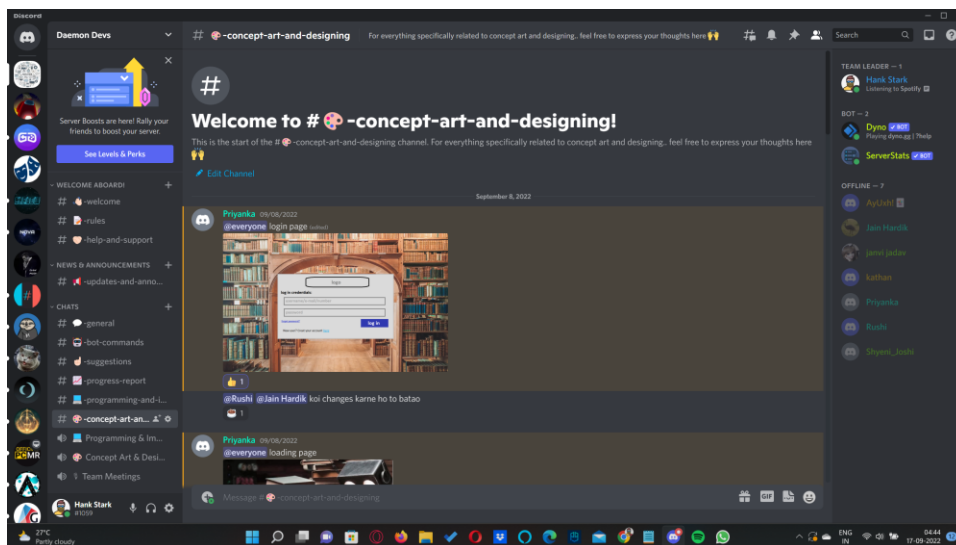 Discord
Daemon Devs
Server Boosts are here! Rally your
friends to boost your server.
See Levels & Perks
WELCOME ABOARD!
# 👋🏻-welcome
# -rules
# -help-and-support
NEWS & ANNOUNCEMENTS
# 📢-updates-and-anno...
CHATS
# 💬-general
# -bot-commands
# ☝-suggestions
# 📈-progress-report
# 💻-programming-and-i...
# 🎨-concept-art-an...
💻 Programming & Im...
🎨 Concept Art & Desi...
Team Meetings
Hank Stark
#1059
# 🎨-concept-art-and-designing
For everything specifically related to concept art and designing.. feel free to express your thoughts here 🙌
Welcome to # 🎨-concept-art-and-designing!
This is the start of the # 🎨-concept-art-and-designing channel. For everything specifically related to concept art and designing.. feel free to express your thoughts here
🙌
Edit Channel
September 8, 2022
Priyanka 09/08/2022
@everyone login page (edited)
login
log in credentials
password
log in
👍 1
@Rushi @Jain Hardik koi changes karne ho to batao
1
Priyanka 09/08/2022
@everyone loading page
Message # 🎨-concept-art-and-designing
GIF
Search
TEAM LEADER — 1
Hank Stark
Listening to Spotify
BOT — 2
Dyno ✔ BOT
Playing dyno.gg | ?help
ServerStats ✔ BOT
OFFLINE — 7
AyUsh!
Jain Hardik
janvi jadav
kathan
Priyanka
Rushi
Shyeni_Joshi
27°C
Partly cloudy
ENG
IN
04:44
17-09-2022